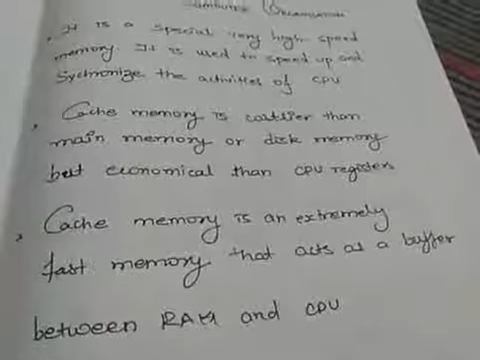 Computer Organisation
It is a special very high speed
memory It is used to speed up and
Sychronize the activities of CPU
Cache memory is costlier than
main memory or disk memory
but economical than CPU registers
Cache memory is an extremely
fast memory that acts as a buffer
between RAM and CPU